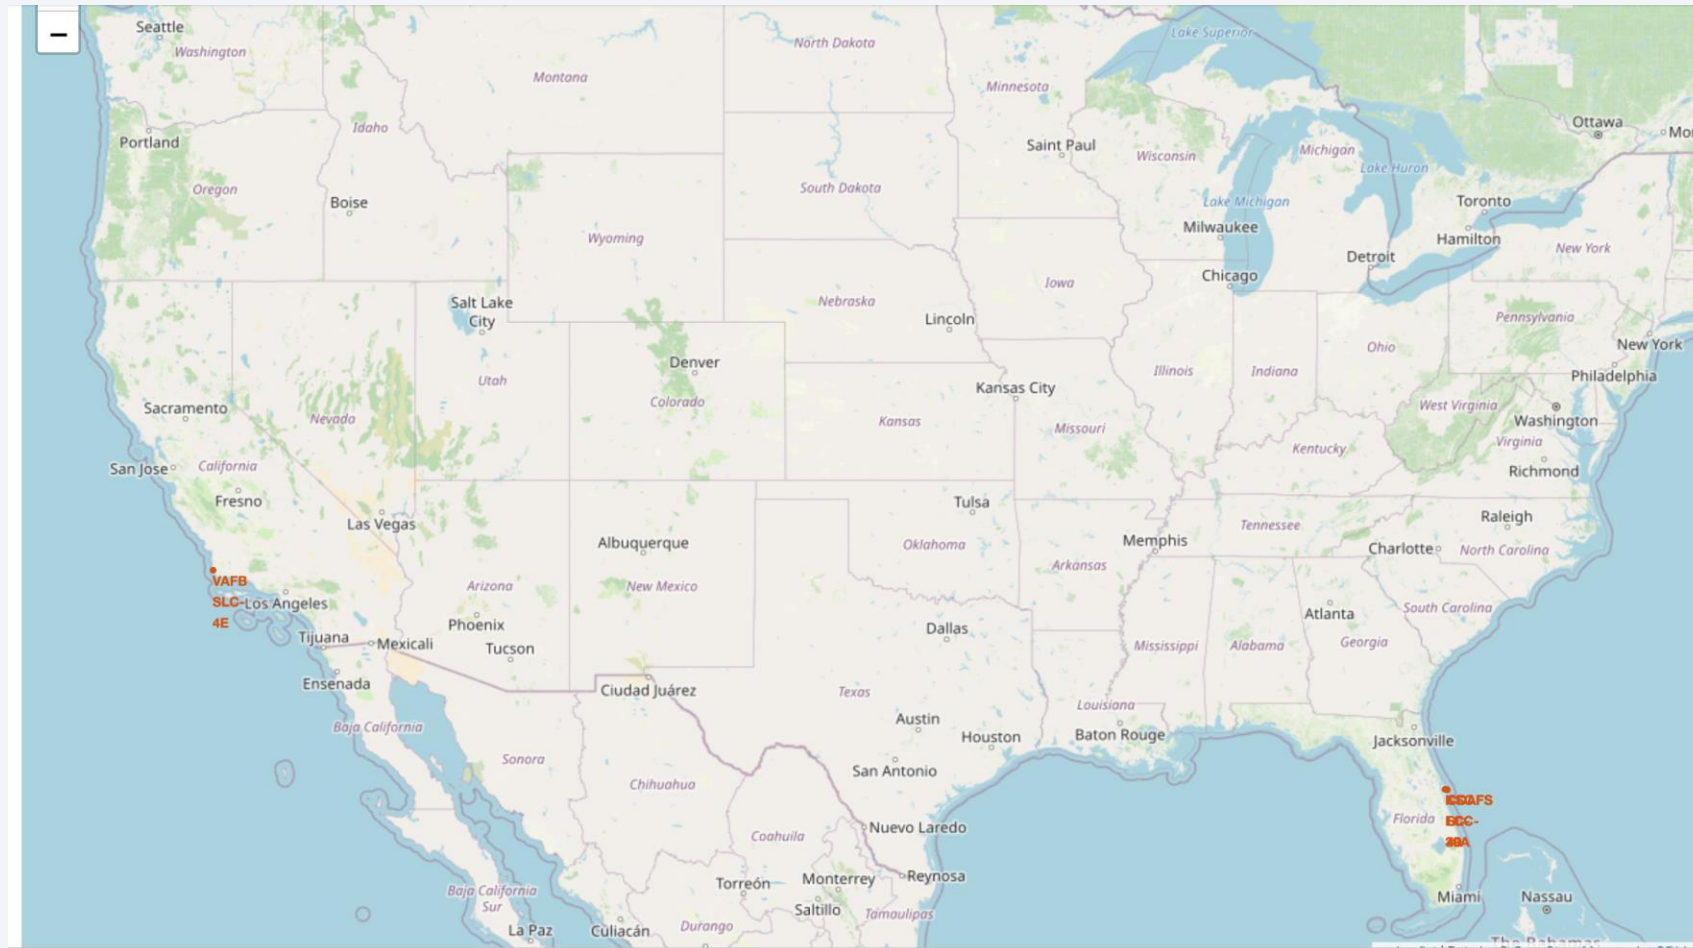 −
Seattle
Washington
North Dakota
Lake Superior
Montana
Minnesota
Ottawa
Idaho
Portland
Saint Paul
Wisconsin
Michigan
Lake Huron
Oregon
South Dakota
Boise
Lake Michigan
Toronto
Milwaukee
Hamilton
Wyoming
New York
Detroit
Chicago
Iowa
Salt Lake
City
Nebraska
Lincoln
Pennsylvania
New York
Ohio
Denver
Utah
Kansas City
Illinois
Indiana
Philadelphia
Colorado
Sacramento
Nevada
Kansas
Missouri
West Virginia
Washington
Virginia
Kentucky
San Jose
California
Richmond
Fresno
Tulsa
Las Vegas
Raleigh
Tennessee
Albuquerque
Oklahoma
Memphis
Charlotte
North Carolina
VAFB
SLC-
4E
Los Angeles
Arizona
New Mexico
Arkansas
South Carolina
Atlanta
Phoenix
Dallas
Tijuana
Mexicali
Tucson
Mississippi
Alabama
Georgia
Ensenada
Ciudad Juárez
Texas
Louisiana
Austin
Baja California
Houston
Baton Rouge
Jacksonville
Sonora
San Antonio
Chihuahua
Florida
Nuevo Laredo
Coahuila
Torreón
Monterrey
Reynosa
Baja California
Sur
Miami
Nassau
Saltillo
Tamaulipas
La Paz
Culiacán
Durango
The Bahamas